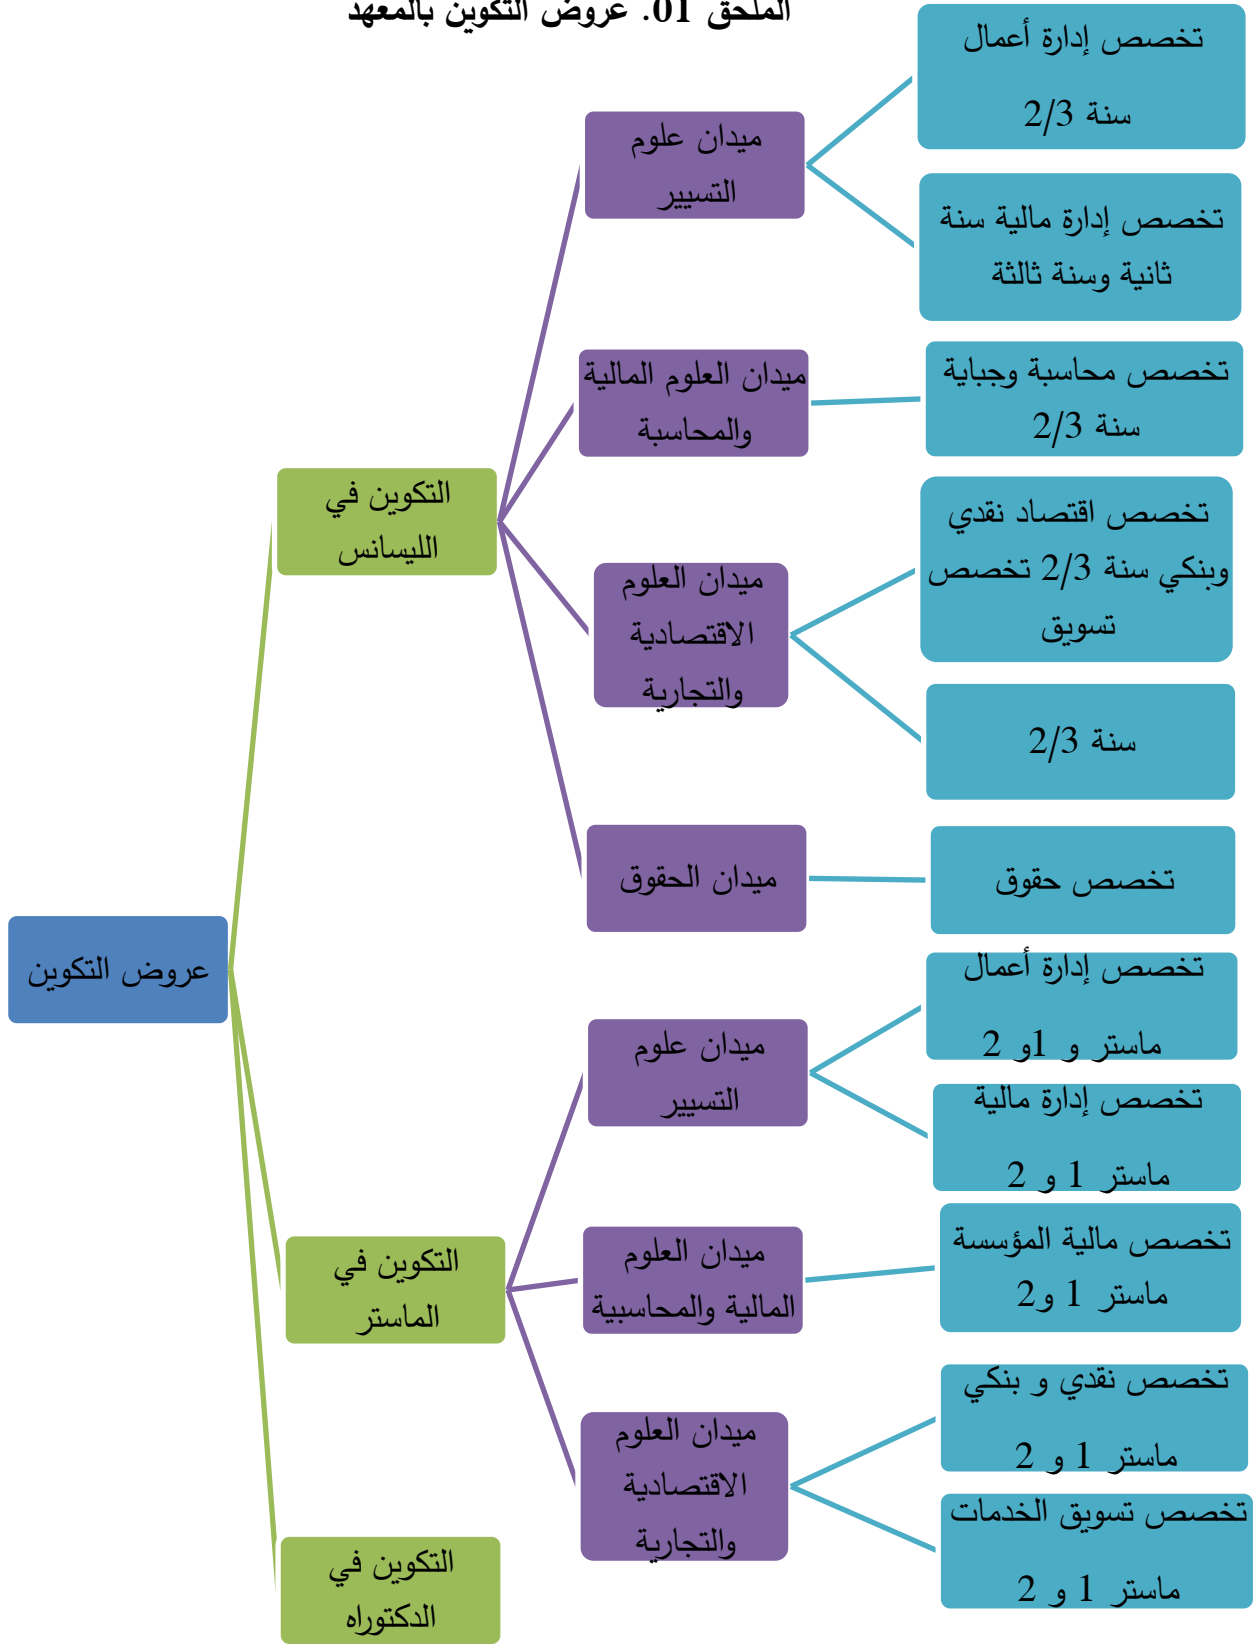 الملحق 01. عروض التكوين بالمعهد
عروض التكوين
التكوين في
الليسانس
ميدان علوم
التسيير
تخصص إدارة أعمال
سنة 2/3
تخصص إدارة مالية سنة
ثانية وسنة ثالثة
ميدان العلوم المالية
والمحاسبة
تخصص محاسبة وجباية
سنة 2/3
ميدان العلوم
الاقتصادية
والتجارية
تخصص اقتصاد نقدي
وبنكي سنة 2/3 تخصص
تسويق
سنة 2/3
ميدان الحقوق
تخصص حقوق
التكوين في
الماستر
ميدان علوم
التسيير
تخصص إدارة أعمال
ماستر و 1و 2
تخصص إدارة مالية
ماستر 1 و 2
ميدان العلوم
المالية والمحاسبية
تخصص مالية المؤسسة
ماستر 1 و2
ميدان العلوم
الاقتصادية
والتجارية
تخصص نقدي و بنكي
ماستر 1 و 2
تخصص تسويق الخدمات
ماستر 1 و 2
التكوين في
الدكتوراه